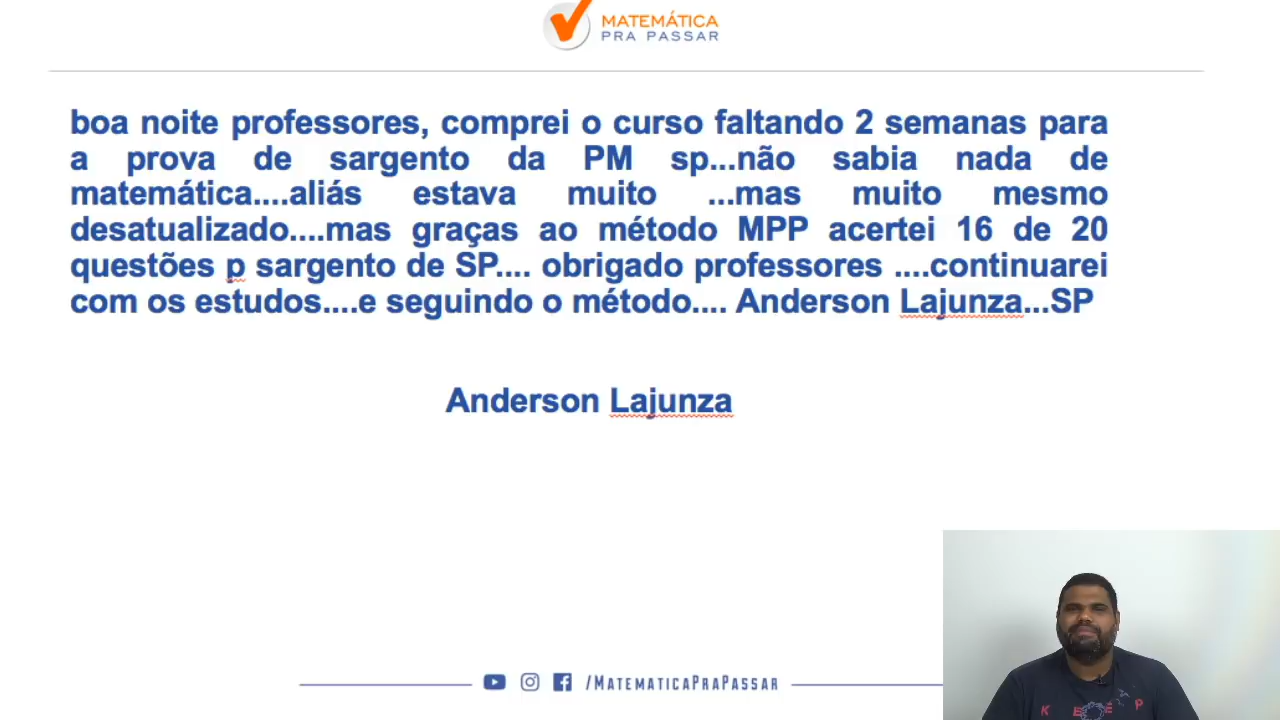 MATEMÁTICA
PRA PASSAR
boa noite professores, comprei o curso faltando 2 semanas para
a prova de sargento da PM sp...não sabia nada de
matemática....aliás estava muito ...mas muito mesmo
desatualizado....mas graças ao método MPP acertei 16 de 20
questões p sargento de SP.... obrigado professores ....continuarei
com os estudos....e seguindo o método.... Anderson Lajunza...SP
Anderson Lajunza
/MATEMATICAPRAPASSAR